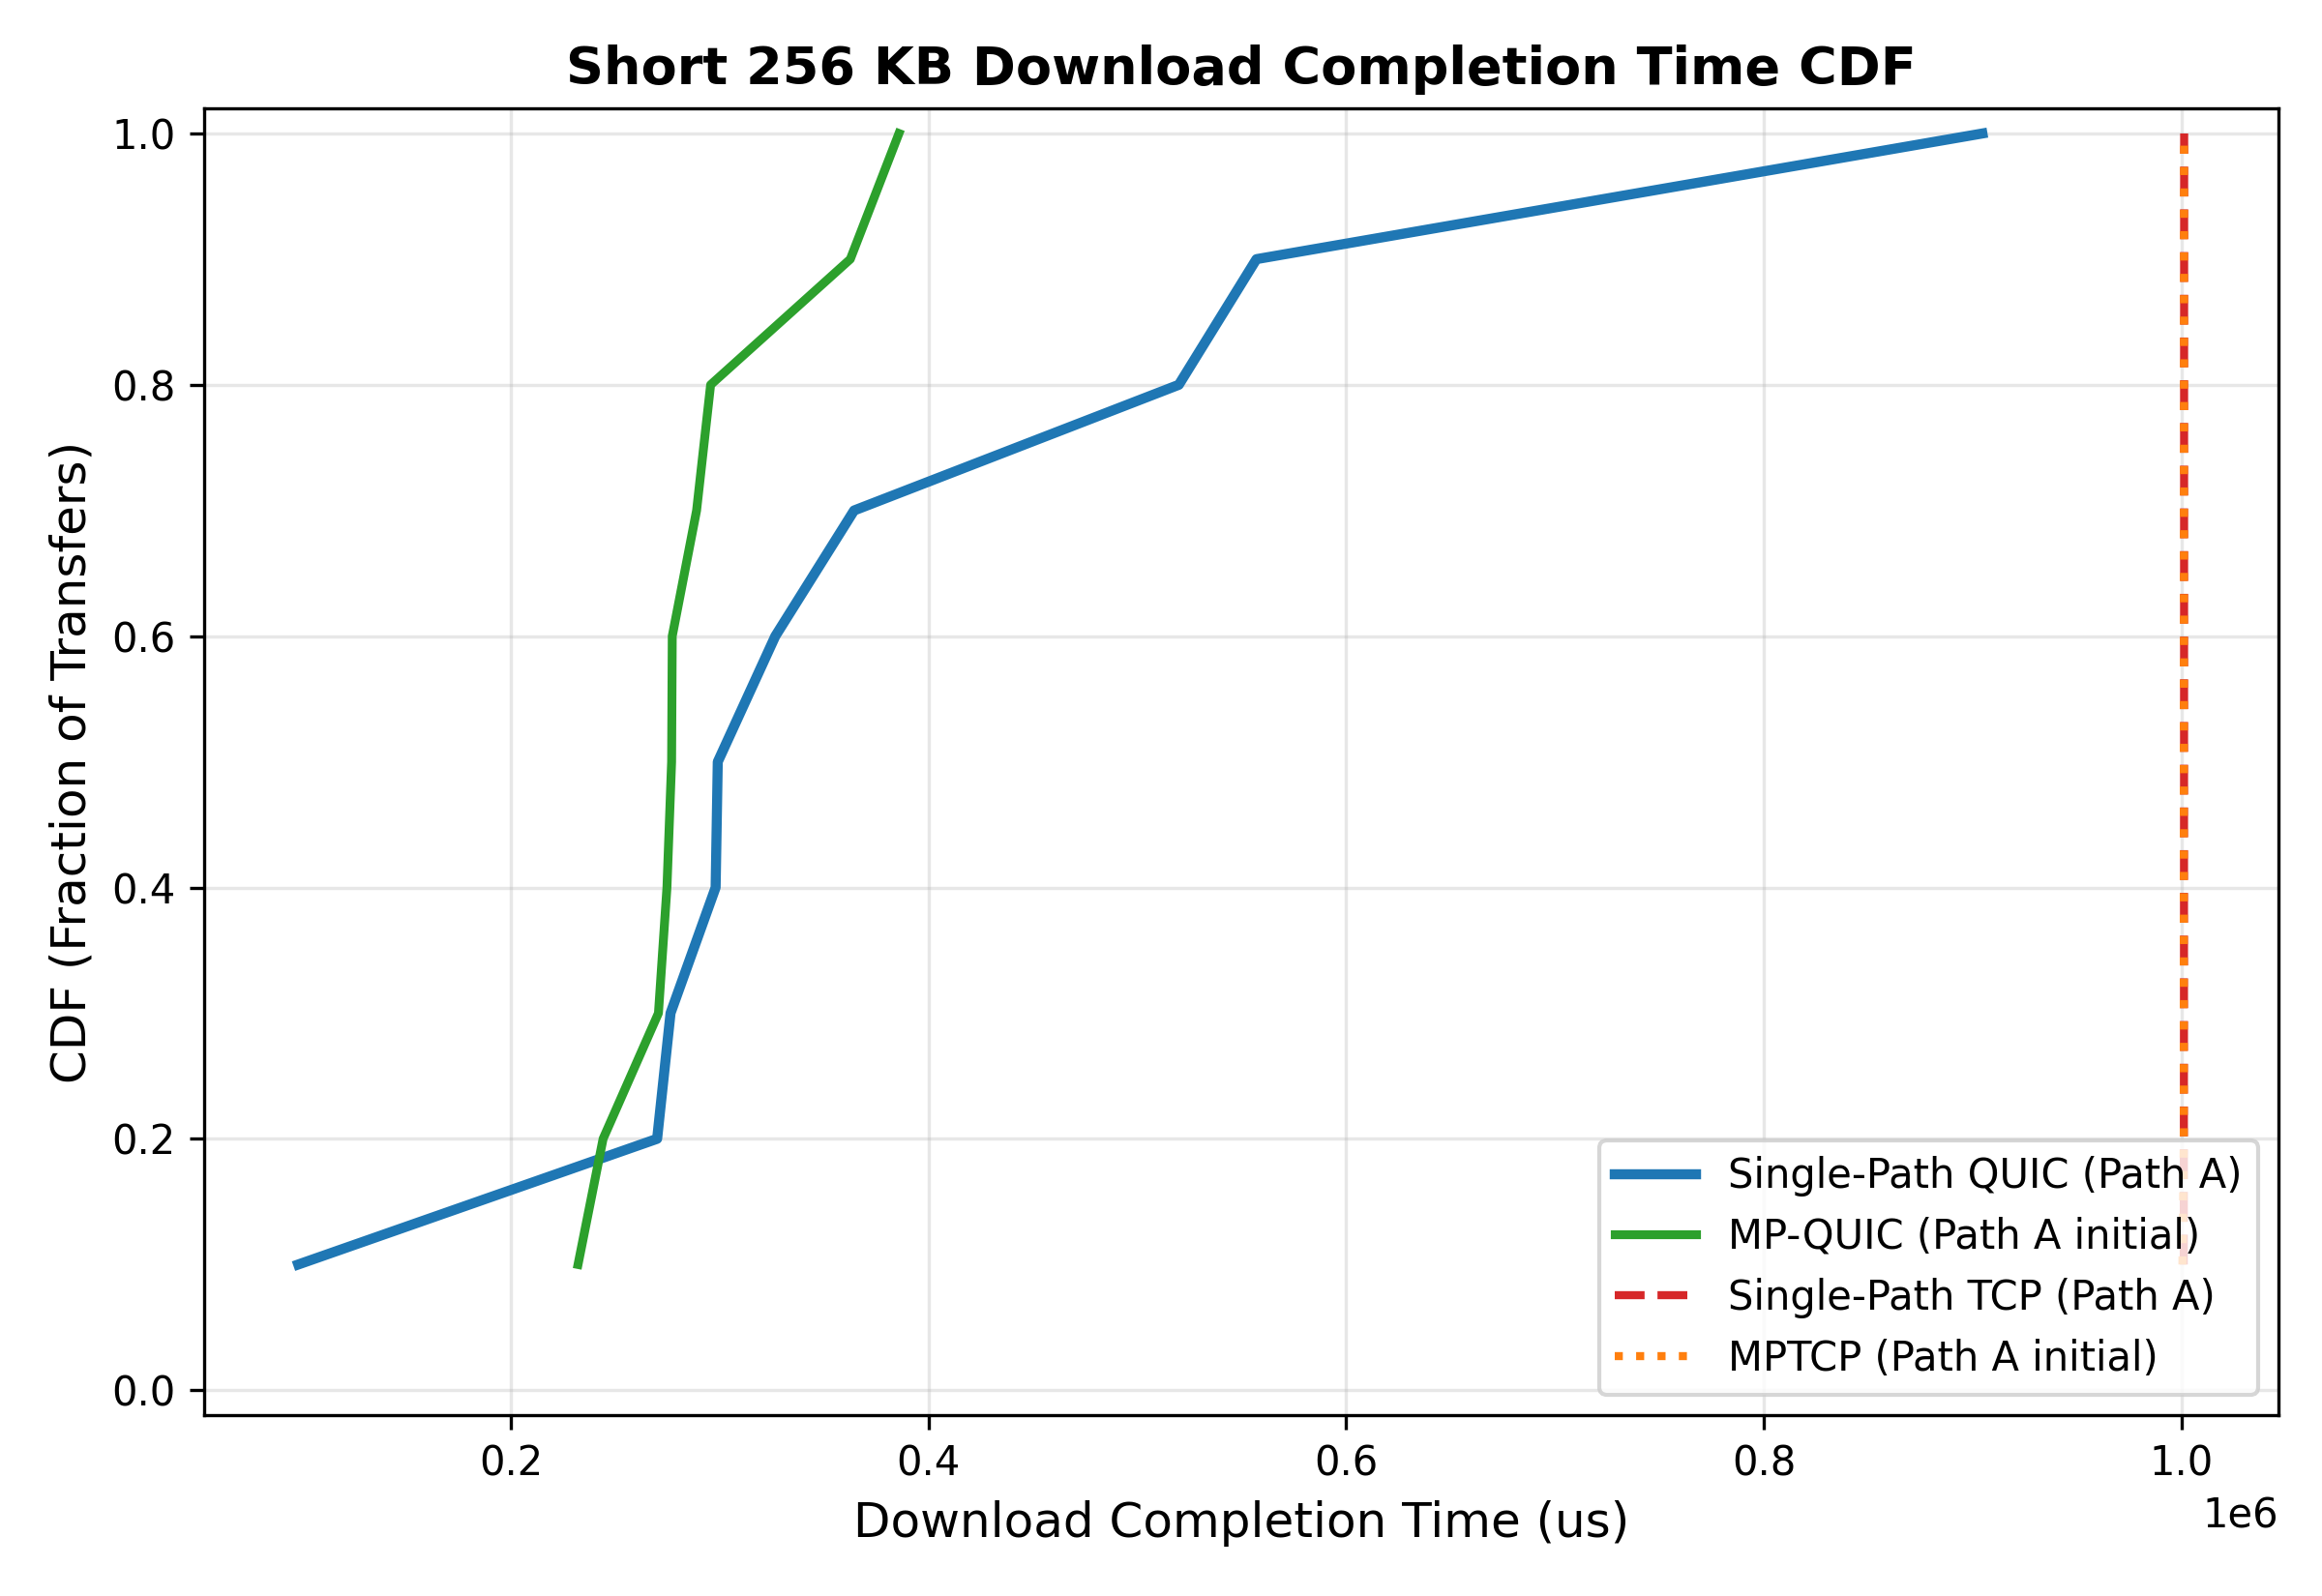 Short 256 KB Download Completion Time CDF
CDF (Fraction of Transfers)
1.0
0.8
0.6
0.4
0.2
0.0
Single-Path QUIC (Path A)
MP-QUIC (Path A initial)
Single-Path TCP (Path A)
MPTCP (Path A initial)
0.2 0.4 0.6 0.8 1.0
1e6
Download Completion Time (us)